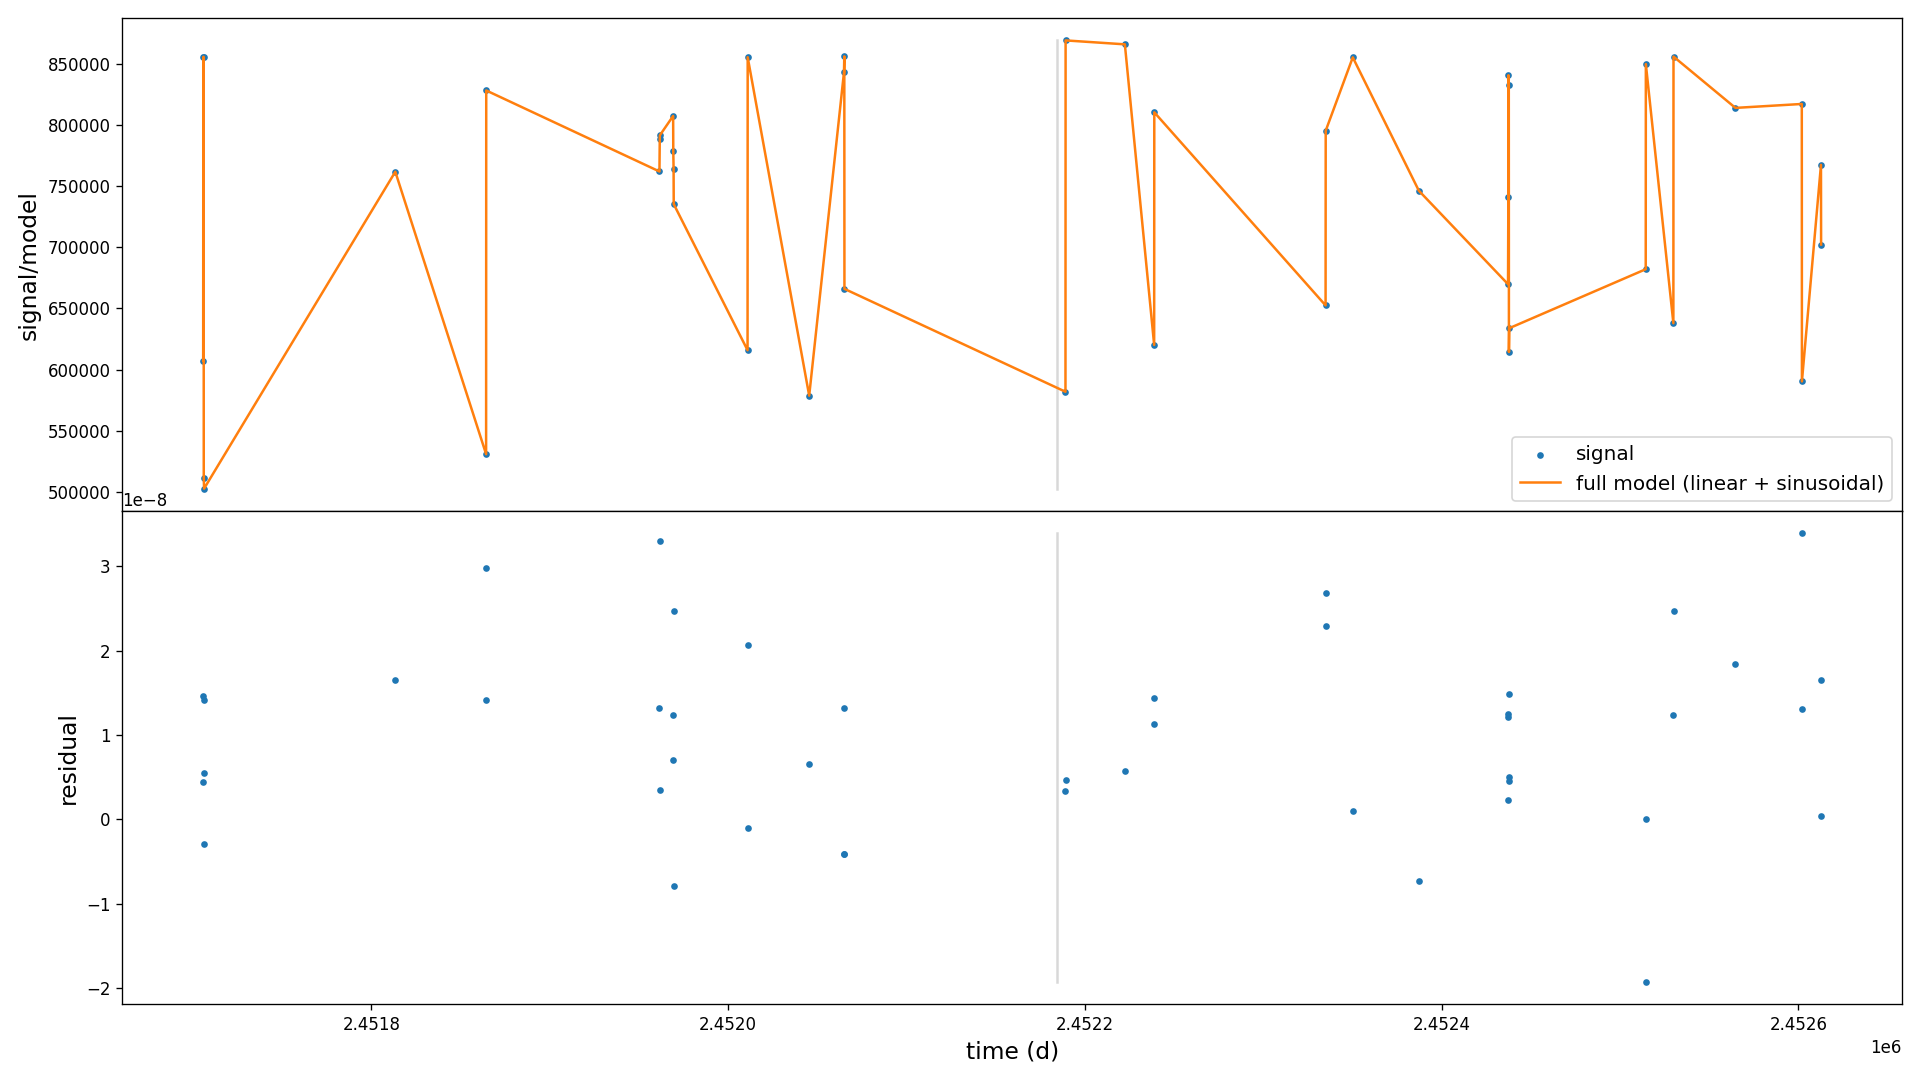 850000
800000
750000
700000
650000
600000
550000
500000
signal/model
signal
full model (linear + sinusoidal)
1e−8
3
2
1
0
−1
−2
residual
2.4518
2.4520
2.4522
2.4524
2.4526
time (d)
1e6